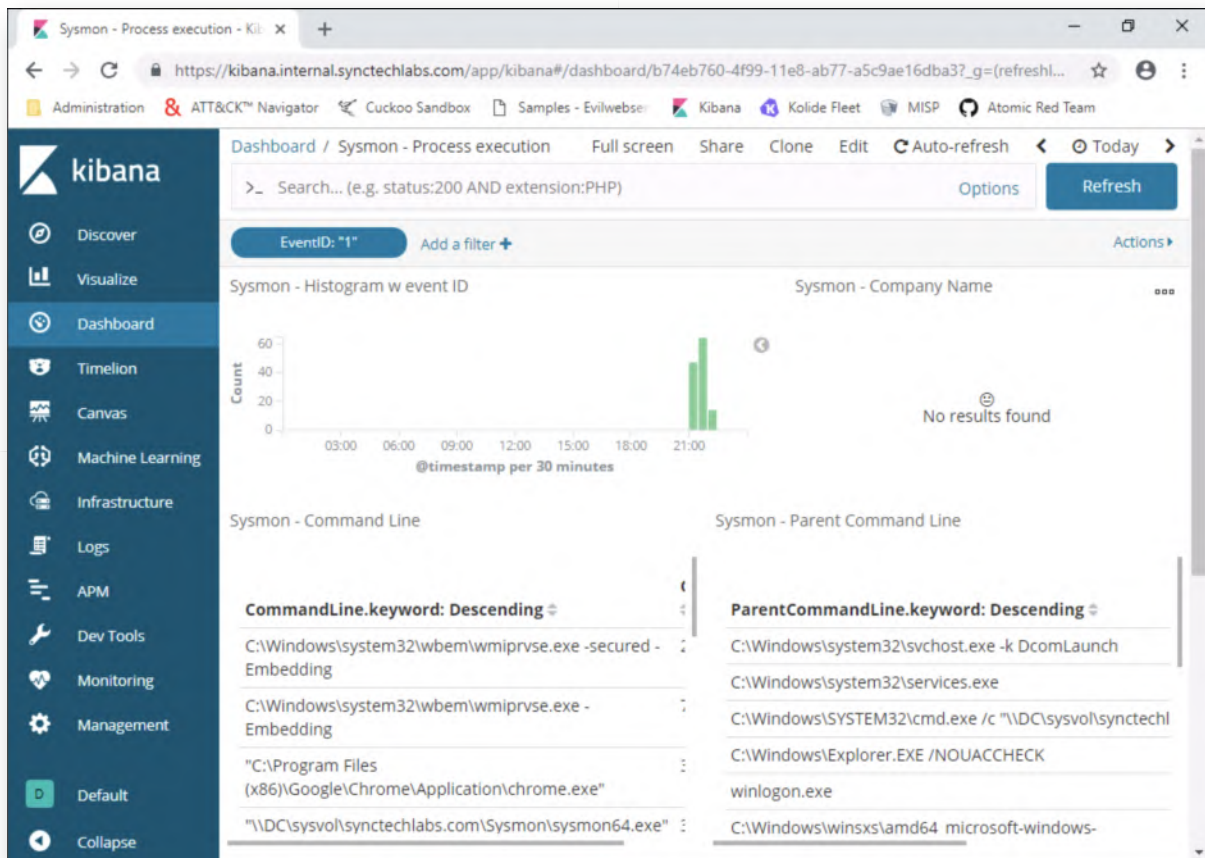 Sysmon - Process execution - Kib
https://kibana.internal.synctechlabs.com/app/kibana#/dashboard/b74eb760-4f99-11e8-ab77-a5c9ae16dba3?_g=(refreshI...
Administration ATT&CK™ Navigator Cuckoo Sandbox Samples - Evilwebser Kibana Kolide Fleet MISP Atomic Red Team
kibana
Discover
Visualize
Dashboard
Timelion
Canvas
Machine Learning
Infrastructure
Logs
APM
Dev Tools
Monitoring
Management
D Default
Collapse
Dashboard / Sysmon - Process execution Full screen Share Clone Edit Auto-refresh Today
>_ Search... (e.g. status:200 AND extension:PHP) Options Refresh
EventID: "1" Add a filter + Actions
Sysmon - Histogram w event ID
Count
60
40
20
0
03:00 06:00 09:00 12:00 15:00 18:00 21:00
@timestamp per 30 minutes
Sysmon - Company Name
No results found
Sysmon - Command Line
CommandLine.keyword: Descending
C:\Windows\system32\wbem\wmiprvse.exe -secured -
Embedding
C:\Windows\system32\wbem\wmiprvse.exe -
Embedding
"C:\Program Files
(x86)\Google\Chrome\Application\chrome.exe"
"\\DC\sysvol\synctechlabs.com\Sysmon\sysmon64.exe"
Sysmon - Parent Command Line
ParentCommandLine.keyword: Descending
C:\Windows\system32\svchost.exe -k DcomLaunch
C:\Windows\system32\services.exe
C:\Windows\SYSTEM32\cmd.exe /c "\\DC\sysvol\synctechl
C:\Windows\Explorer.EXE /NOUACCHECK
winlogon.exe
C:\Windows\winsxs\amd64_microsoft-windows-